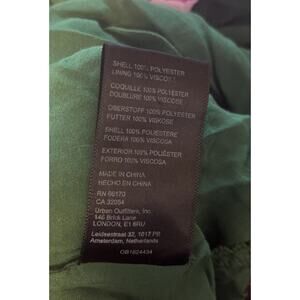 SHELL 100% POLYESTER
LINING 100% VISCOSE
COQUILLE 100% POLYESTER
DOUBLURE 100% VISCOSE
OBERSTOFF 100% POLYESTER
FUTTER 100% VISKOSE
SHELL 100% POLIESTERE
FODERA 100% VISCOSA
EXTERIOR 100% POLIÉSTER
FORRO 100% VISCOSA
MADE IN CHINA
HECHO EN CHINA
RN 66170
CA 32054
Urban Outfitters, Inc
146 Brick Lane
LONDON, E1 6RU
Leidsestraat 32, 1017 PB
Amsterdam, Netherlands
OB1824434